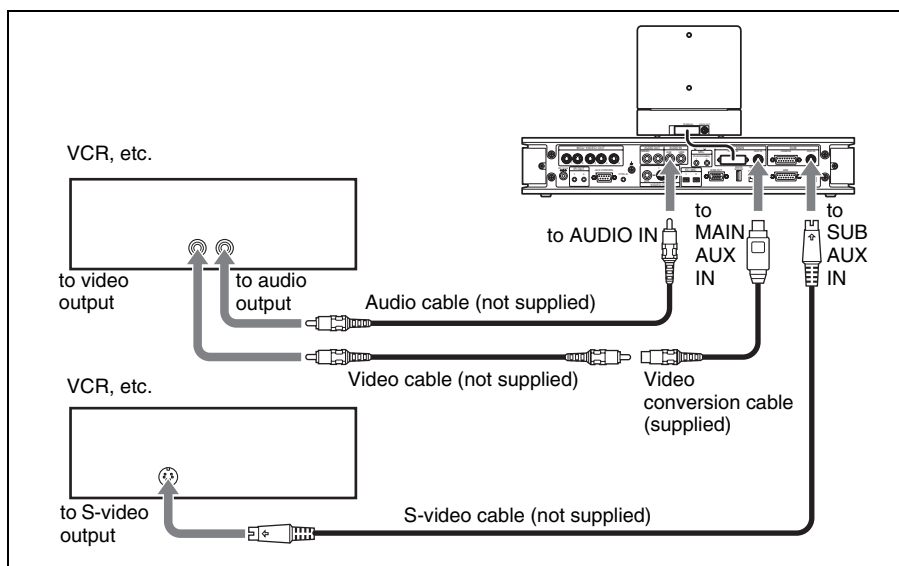 VCR, etc.
to AUDIO IN
to
MAIN
AUX
IN
to
SUB
AUX
IN
to video
output
to audio
output
Audio cable (not supplied)
Video cable (not supplied)
Video
conversion cable
(supplied)
VCR, etc.
to S-video
output
S-video cable (not supplied)